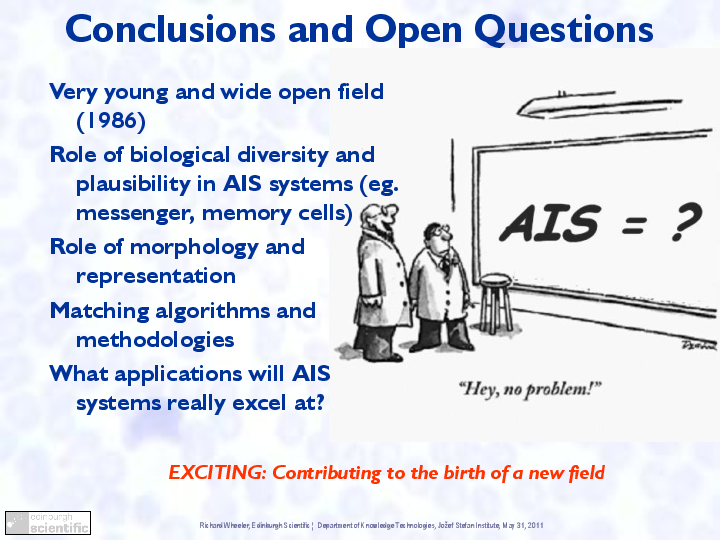 Conclusions and Open Questions
Very young and wide open field
(1986)
Role of biological diversity and
plausibility in AIS systems (eg.
messenger, memory cells)
Role of morphology and
representation
Matching algorithms and
methodologies
What applications will AIS
systems really excel at?
AIS = ?
"Hey, no problem!"
EXCITING: Contributing to the birth of a new field
edinburgh
scientific
Richard Wheeler, Edinburgh Scientific ¦ Department of Knowledge Technologies, Jožef Stefan Institute, May 31, 2011